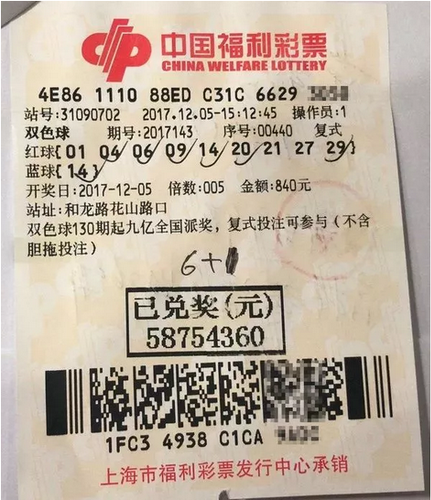 中国福利彩票
CHINA WELFARE LOTTERY
4E86 1110 88ED C31C 6629
站号:31090702 2017.12.05-15:12:45 操作员:1
双色球 期号:2017143 序号:00440 复式
红球[01 04 06 09 14 20 21 27 29]
蓝球[14]
开奖日:2017-12-05 倍数:005 金额:840元
站址:和龙路花山路口
双色球130期起九亿全国派奖，复式投注可参与(不含
胆拖投注)
6+1
已兑奖(元)
58754360
1FC3 4938 C1CA
上海市福利彩票发行中心承销